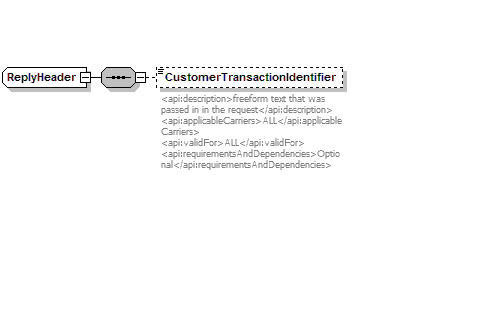 ReplyHeader
CustomerTransactionIdentifier
<api:description>freeform text that was
passed in in the request</api:description>
<api:applicableCarriers>ALL</api:applicable
Carriers>
<api:validFor>ALL</api:validFor>
<api:requirementsAndDependencies>Optio
nal</api:requirementsAndDependencies>